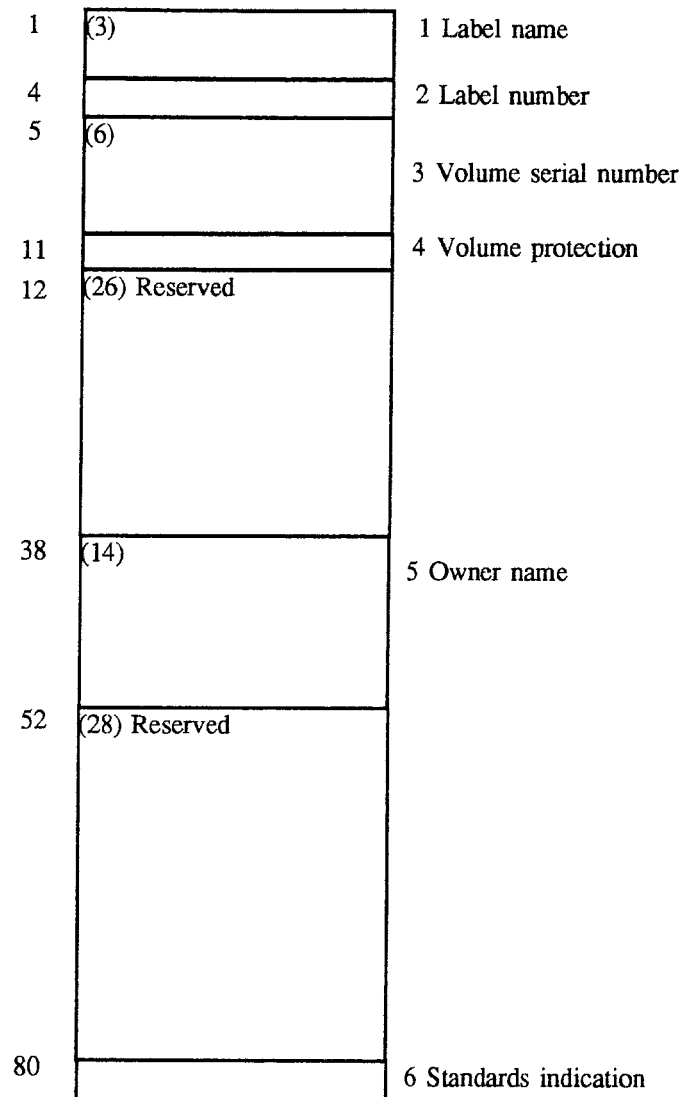 1 (3) 1 Label name
4 2 Label number
5 (6)
3 Volume serial number
11 4 Volume protection
12 (26) Reserved
38 (14)
5 Owner name
52 (28) Reserved
80 6 Standards indication